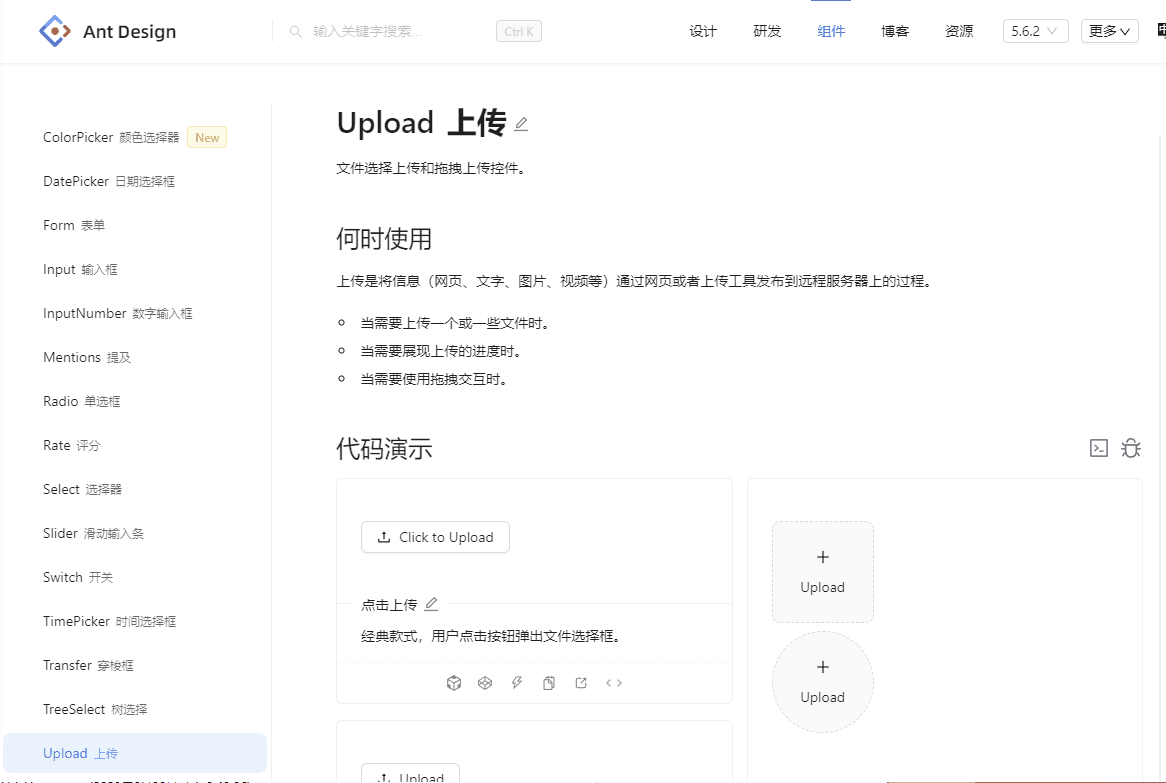 Ant Design
输入关键字搜索...
Ctrl K
设计
研发
组件
博客
资源
5.6.2
更多
ColorPicker 颜色选择器 New
DatePicker 日期选择框
Form 表单
Input 输入框
InputNumber 数字输入框
Mentions 提及
Radio 单选框
Rate 评分
Select 选择器
Slider 滑动输入条
Switch 开关
TimePicker 时间选择框
Transfer 穿梭框
TreeSelect 树选择
Upload 上传
Upload 上传
文件选择上传和拖拽上传控件。
何时使用
上传是将信息（网页、文字、图片、视频等）通过网页或者上传工具发布到远程服务器上的过程。
当需要上传一个或一些文件时。
当需要展现上传的进度时。
当需要使用拖拽交互时。
代码演示
Click to Upload
点击上传
经典款式，用户点击按钮弹出文件选择框。
Upload
+
Upload
+
Upload